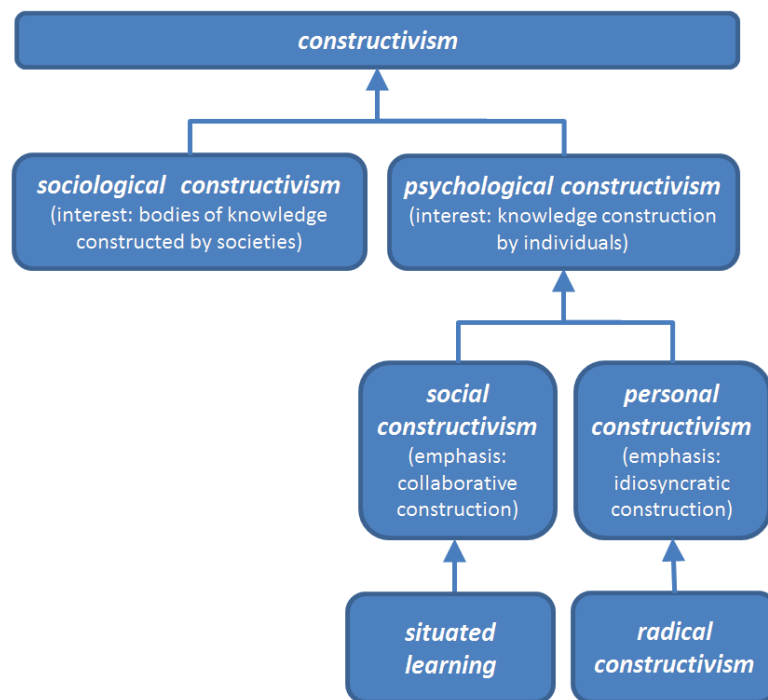 constructivism
sociological constructivism
(interest: bodies of knowledge
constructed by societies)
psychological constructivism
(interest: knowledge construction
by individuals)
social
constructivism
(emphasis:
collaborative
construction)
personal
constructivism
(emphasis:
idiosyncratic
construction)
situated
learning
radical
constructivism